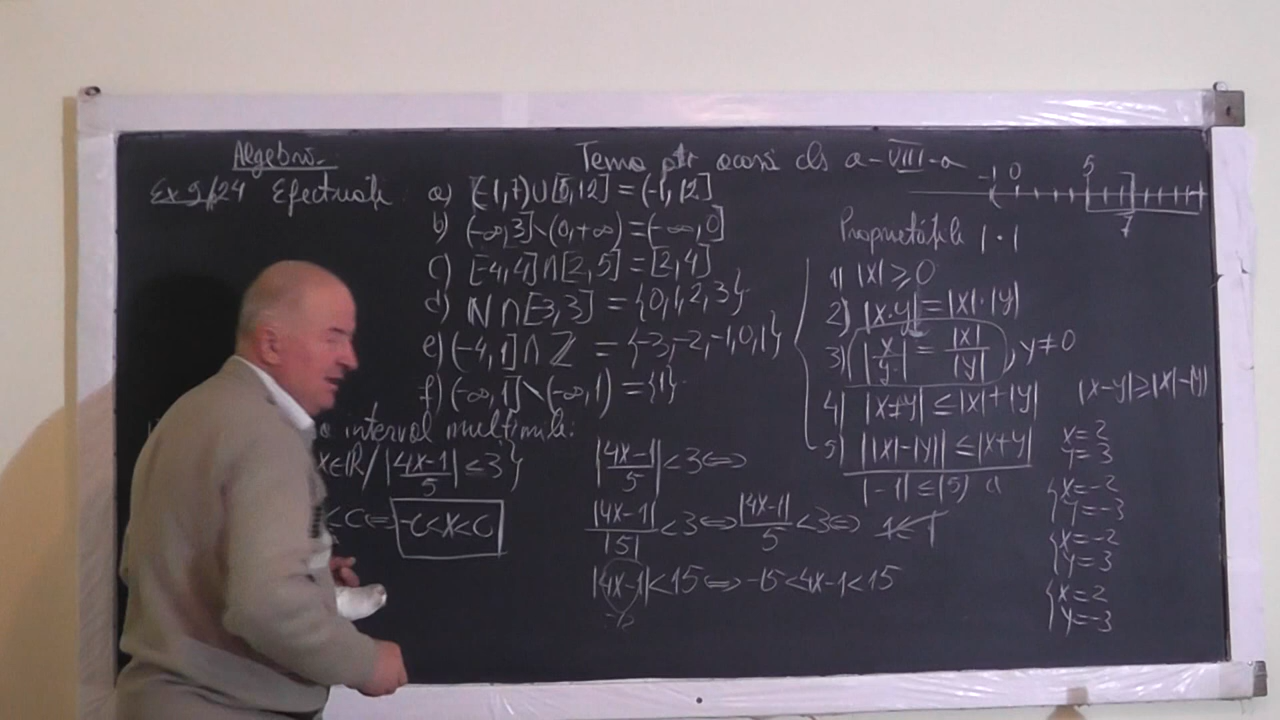 Algebră
Temă ptr acasă cls a-VIII-a
Ex 9/24 Efectuați:
a) (-1,7)∪[5,12]=(-1,12]
b) (-∞,3]\(0,+∞)=(-∞,0]
c) [-4,4]∩[2,5]=[2,4]
d) ℕ∩[-3,3]={0,1,2,3}
e) (-4,1]∩ℤ={-3,-2,-1,0,1}
f) (-∞,1]\(-∞,1)={1}
interval mulțimile:
x∈ℝ/|4x-1/5|<3}
<c⇔ -c<x<c
|4x-1/5|<3⇔
|4x-1|/|5|<3⇔|4x-1|/5<3⇔
|4x-1|<15⇔-15<4x-1<15
-1 0 5 7
Proprietățile |·|
1) |x|≥0
2) |x·y|=|x|·|y|
3) |x/y|=|x|/|y|, y≠0
4) |x+y|≤|x|+|y|
5) ||x|-|y||≤|x+y|
|-1|≤|5|
|x-y|≥|x|-|y|
x=2
y=3
{x=-2
y=-3
{x=-2
y=3
{x=2
y=-3